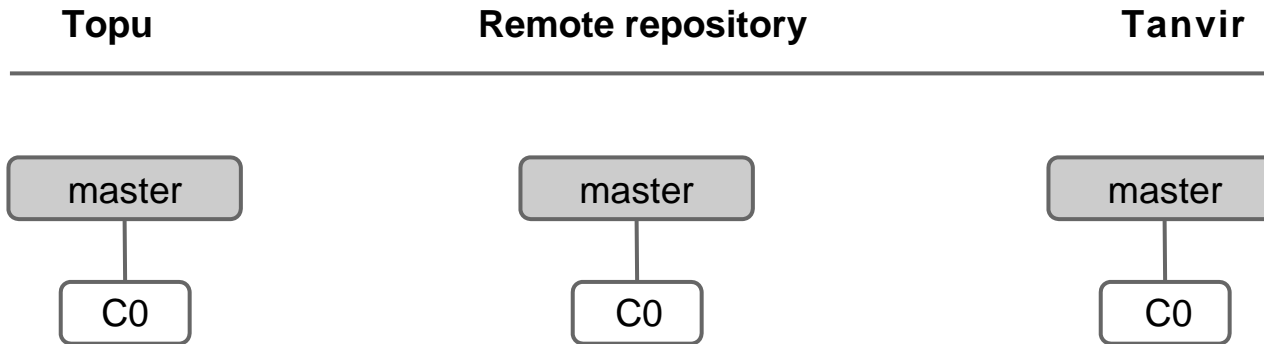 Topu Remote repository Tanvir
master master master
C0 C0 C0